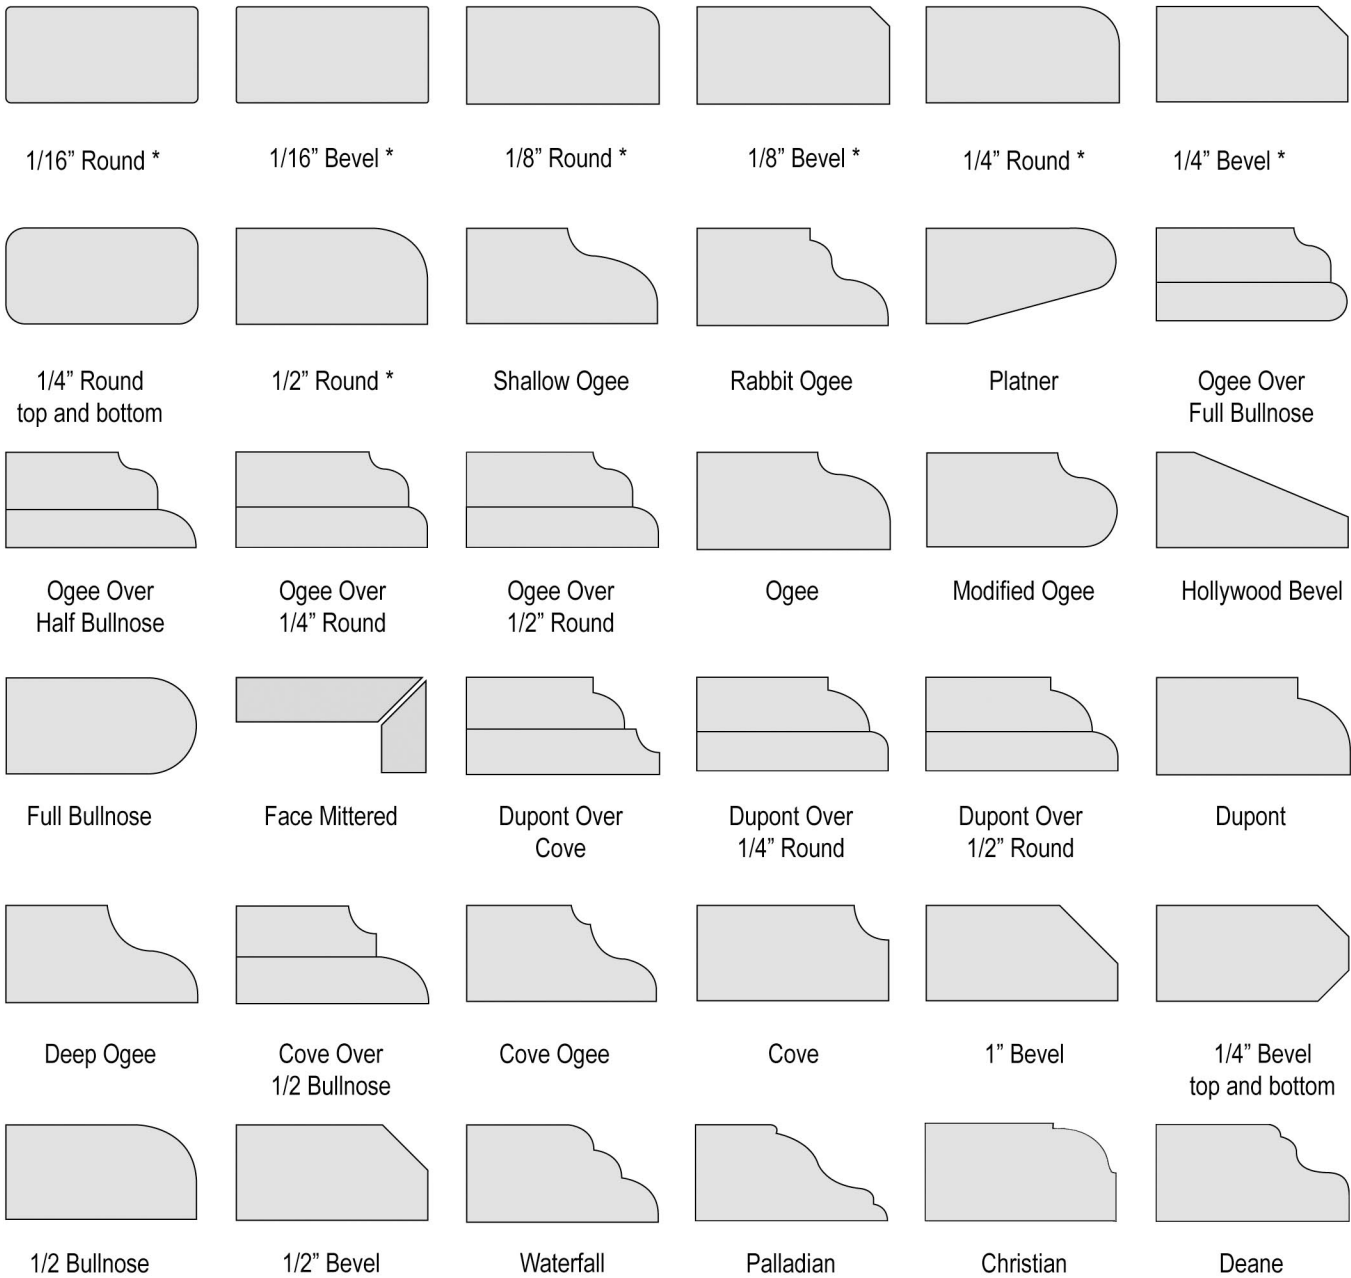 1/16” Round *
1/16” Bevel *
1/8” Round *
1/8” Bevel *
1/4” Round *
1/4” Bevel *
1/4” Round
top and bottom
1/2” Round *
Shallow Ogee
Rabbit Ogee
Platner
Ogee Over
Full Bullnose
Ogee Over
Half Bullnose
Ogee Over
1/4” Round
Ogee Over
1/2” Round
Ogee
Modified Ogee
Hollywood Bevel
Full Bullnose
Face Mittered
Dupont Over
Cove
Dupont Over
1/4” Round
Dupont Over
1/2” Round
Dupont
Deep Ogee
Cove Over
1/2 Bullnose
Cove Ogee
Cove
1” Bevel
1/4” Bevel
top and bottom
1/2 Bullnose
1/2” Bevel
Waterfall
Palladian
Christian
Deane